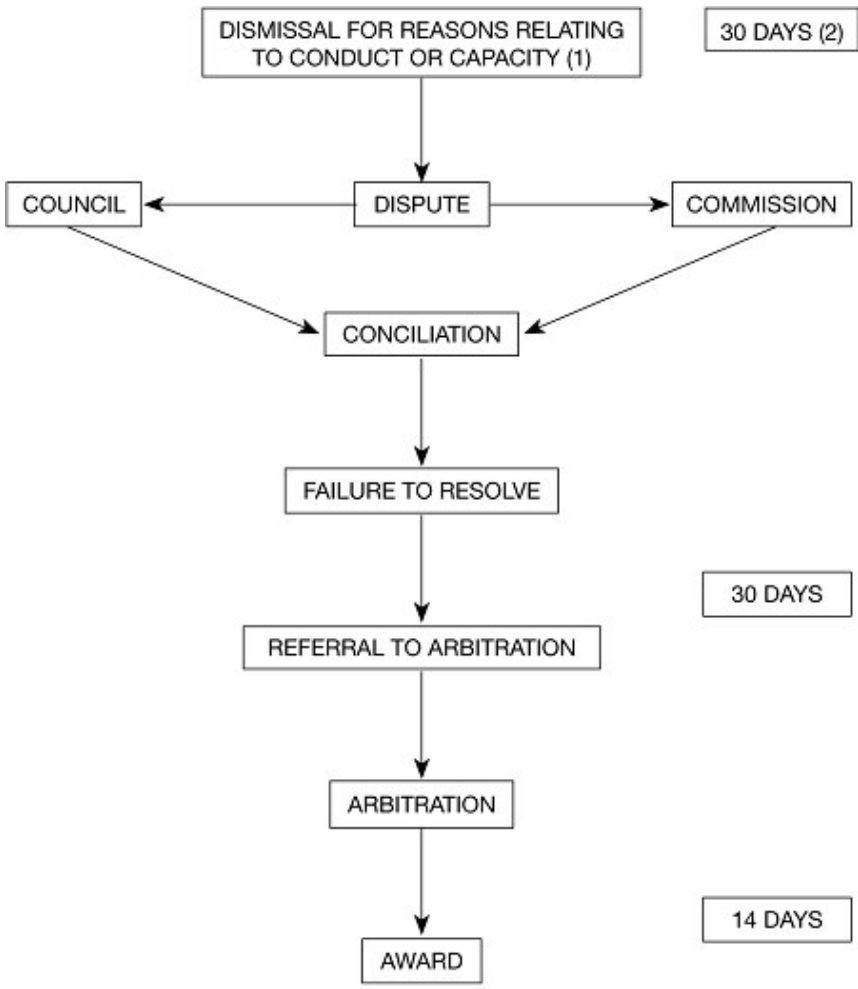 DISMISSAL FOR REASONS RELATING
TO CONDUCT OR CAPACITY (1)
30 DAYS (2)
COUNCIL
DISPUTE
COMMISSION
CONCILIATION
FAILURE TO RESOLVE
30 DAYS
REFERRAL TO ARBITRATION
ARBITRATION
14 DAYS
AWARD